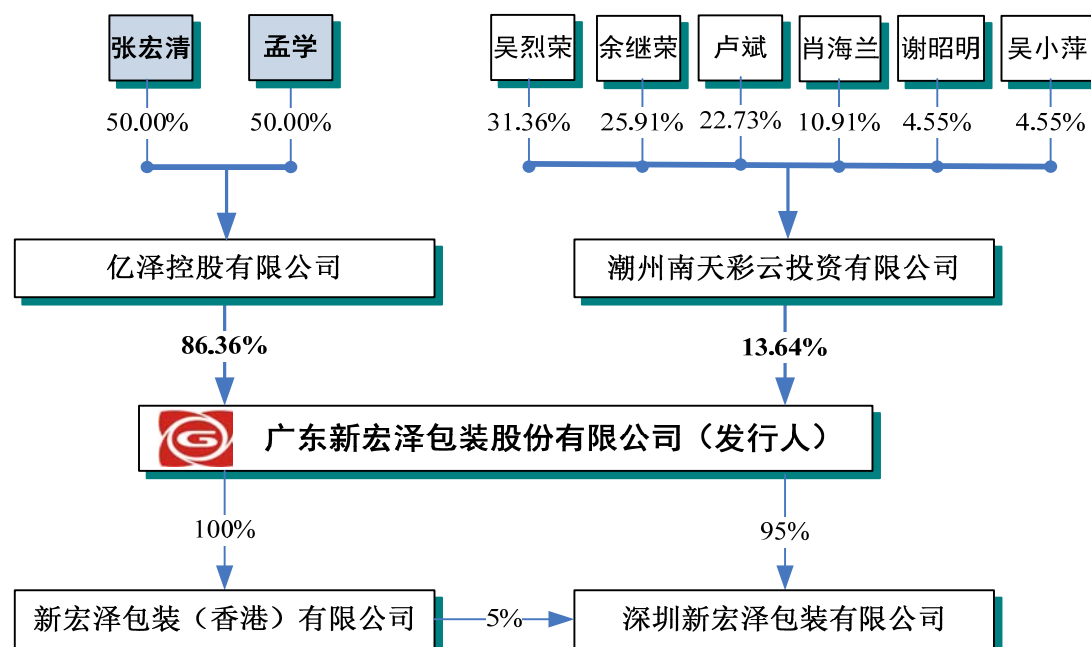 张宏清
孟学
吴烈荣
余继荣
卢斌
肖海兰
谢昭明
吴小萍
50.00%
50.00%
31.36%
25.91%
22.73%
10.91%
4.55%
4.55%
亿泽控股有限公司
潮州南天彩云投资有限公司
86.36%
13.64%
G
广东新宏泽包装股份有限公司（发行人）
100%
95%
新宏泽包装（香港）有限公司
5%
深圳新宏泽包装有限公司